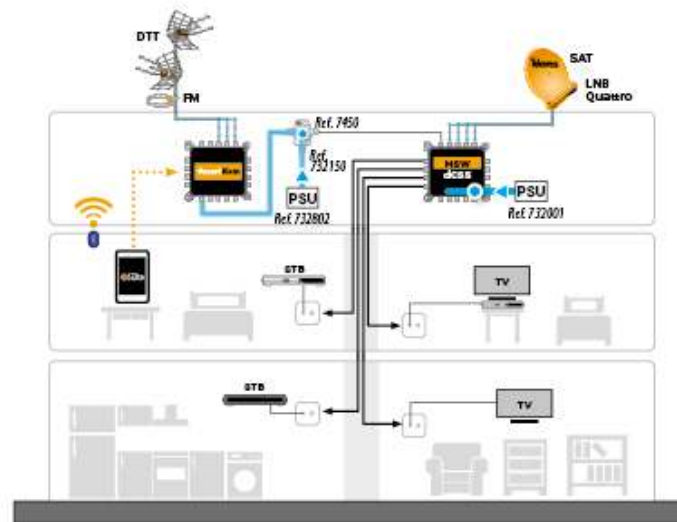 DTT
FM
SAT
LNB
Quattro
Ref. 7450
Ref.
732150
PSU
Ref. 732802
MSW
dCSS
PSU
Ref. 732001
STB
TV
STB
TV